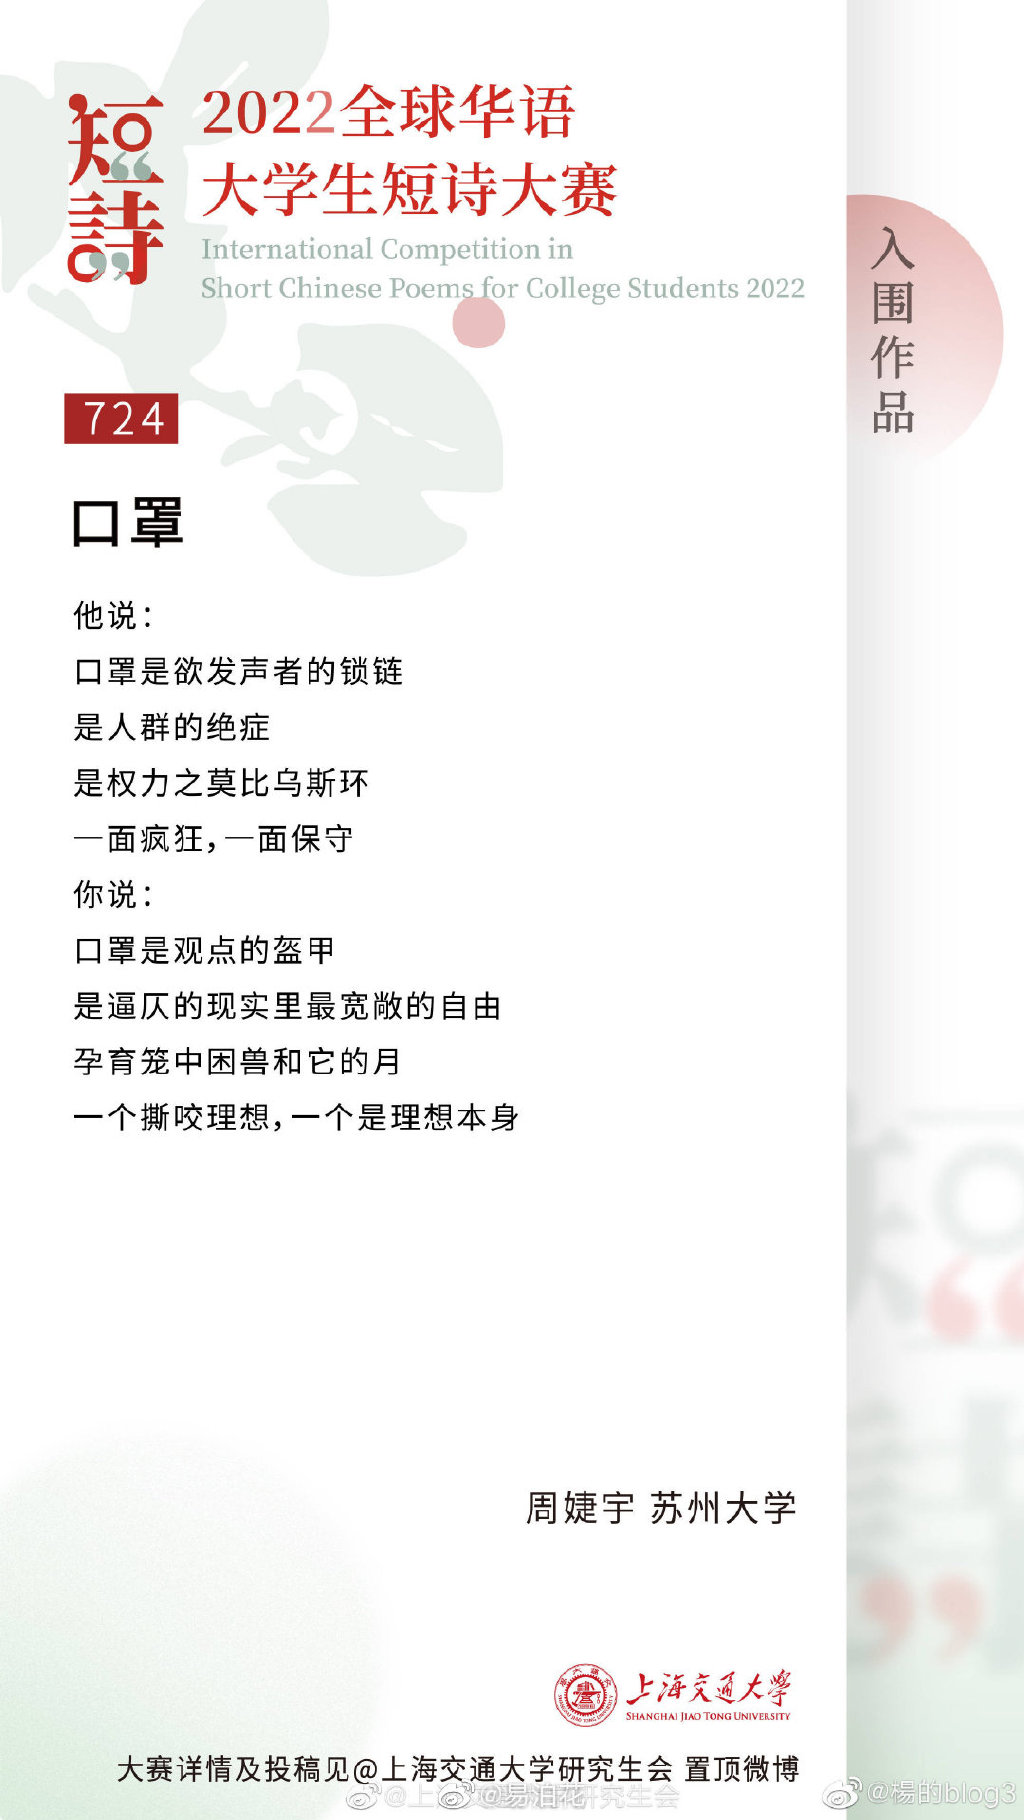 短詩
2022全球华语
大学生短诗大赛
International Competition in
Short Chinese Poems for College Students 2022
入围作品
724
口罩
他说：
口罩是欲发声者的锁链
是人群的绝症
是权力之莫比乌斯环
一面疯狂，一面保守
你说：
口罩是观点的盔甲
是逼仄的现实里最宽敞的自由
孕育笼中困兽和它的月
一个撕咬理想，一个是理想本身
周婕宇 苏州大学
上海交通大学
SHANGHAI JIAO TONG UNIVERSITY
大赛详情及投稿见@上海交通大学研究生会 置顶微博
@易泊花
@楊的blog3